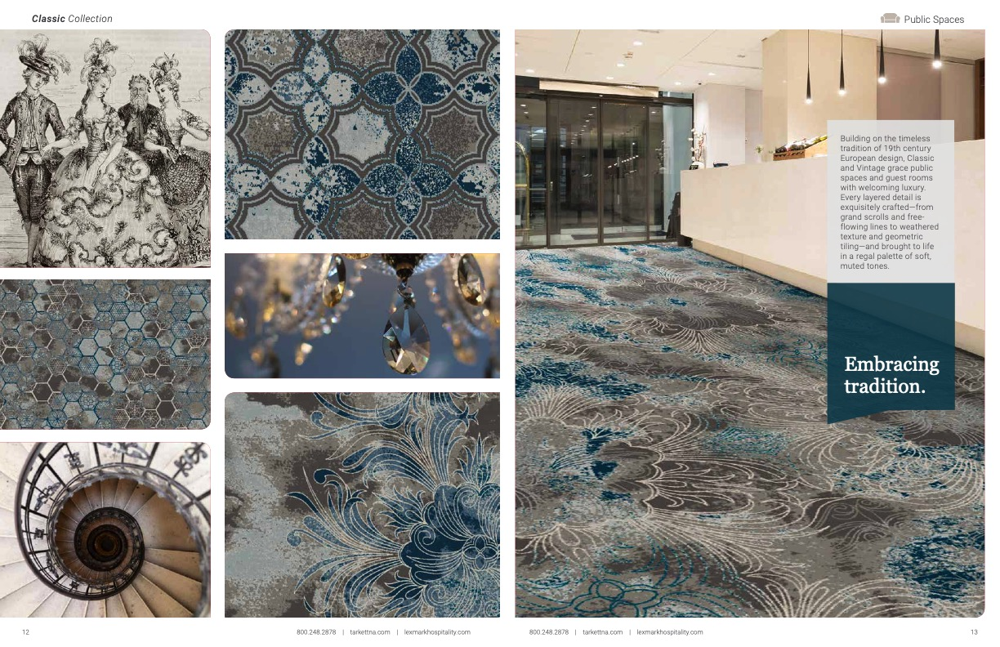 Classic Collection
Public Spaces
Building on the timeless
tradition of 19th century
European design, Classic
and Vintage grace public
spaces and guest rooms
with welcoming luxury.
Every layered detail is
exquisitely crafted—from
grand scrolls and free-
flowing lines to weathered
texture and geometric
tiling—and brought to life
in a regal palette of soft,
muted tones.
Embracing
tradition.
12
800.248.2878 | tarkettna.com | lexmarkhospitality.com
800.248.2878 | tarkettna.com | lexmarkhospitality.com
13